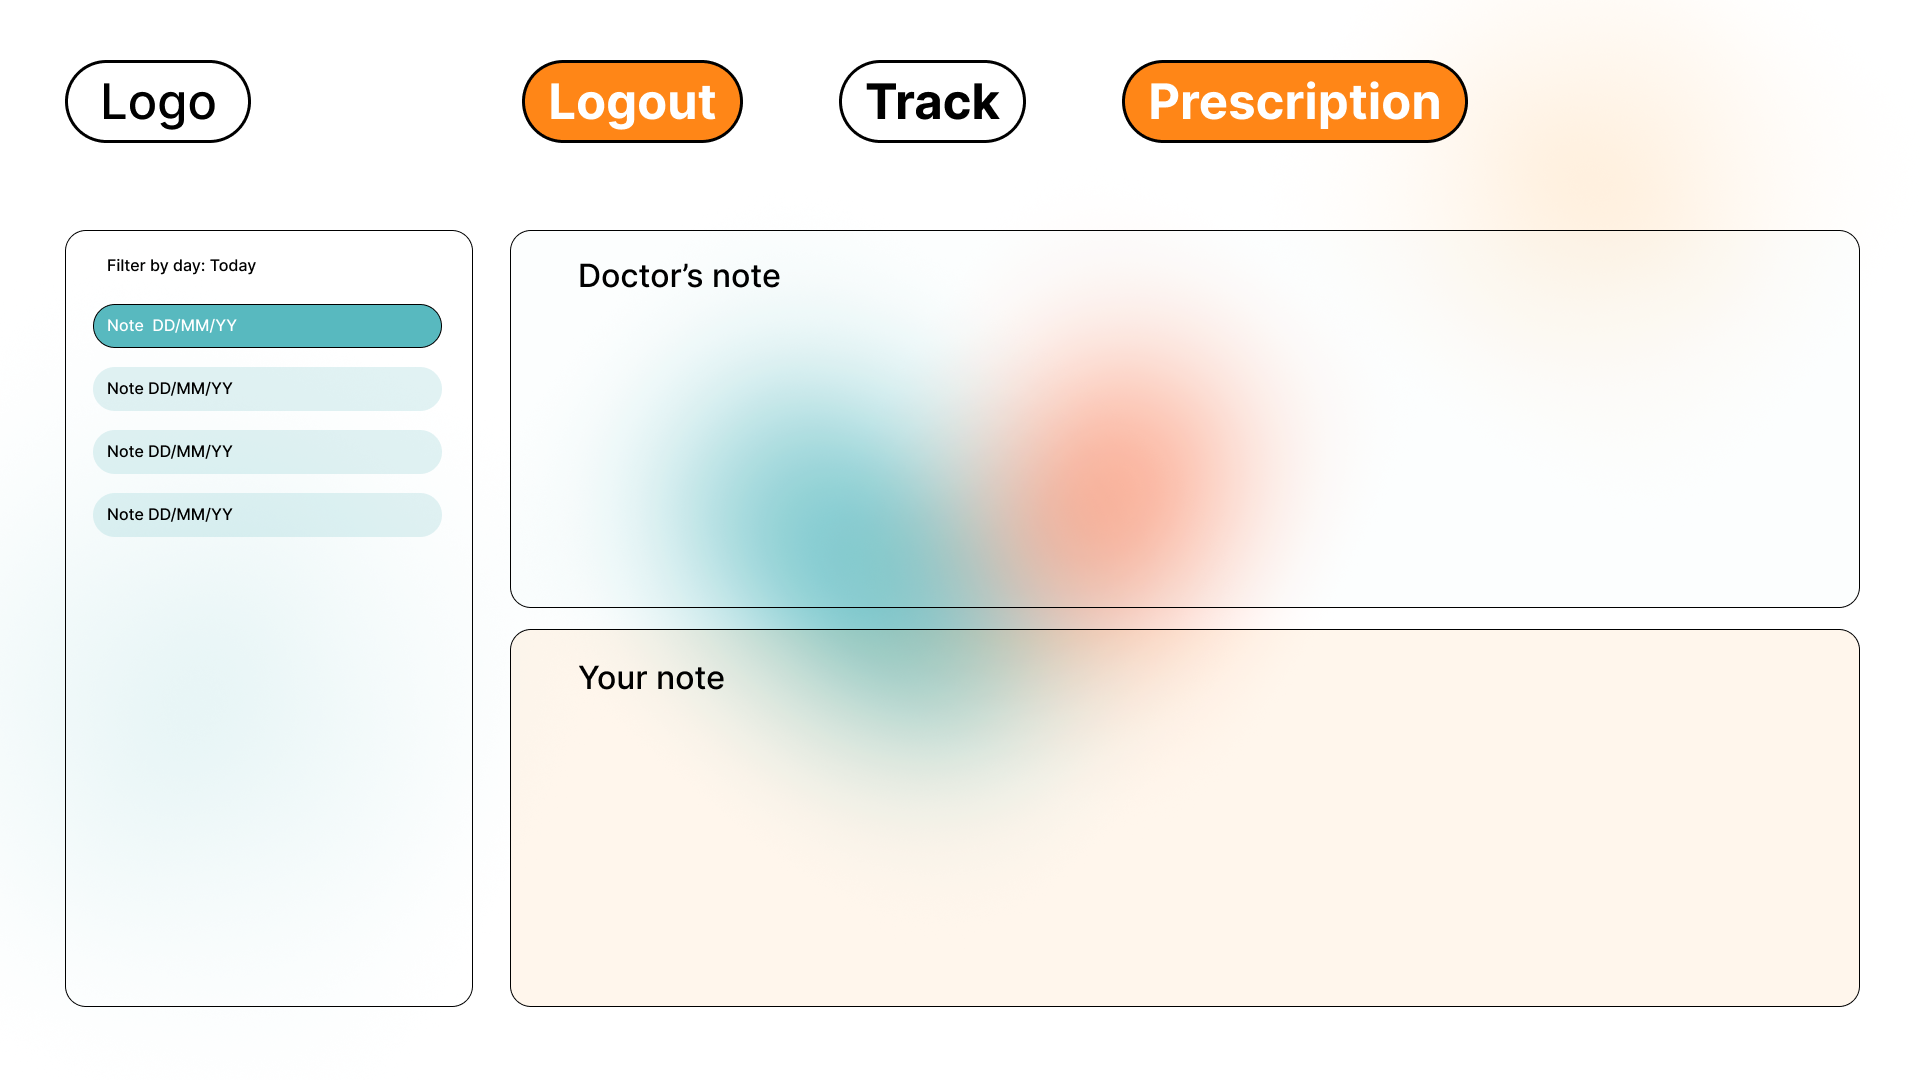 Logo
Logout
Track
Prescription
Filter by day: Today
Note  DD/MM/YY
Note DD/MM/YY
Note DD/MM/YY
Note DD/MM/YY
Doctor’s note
Your note